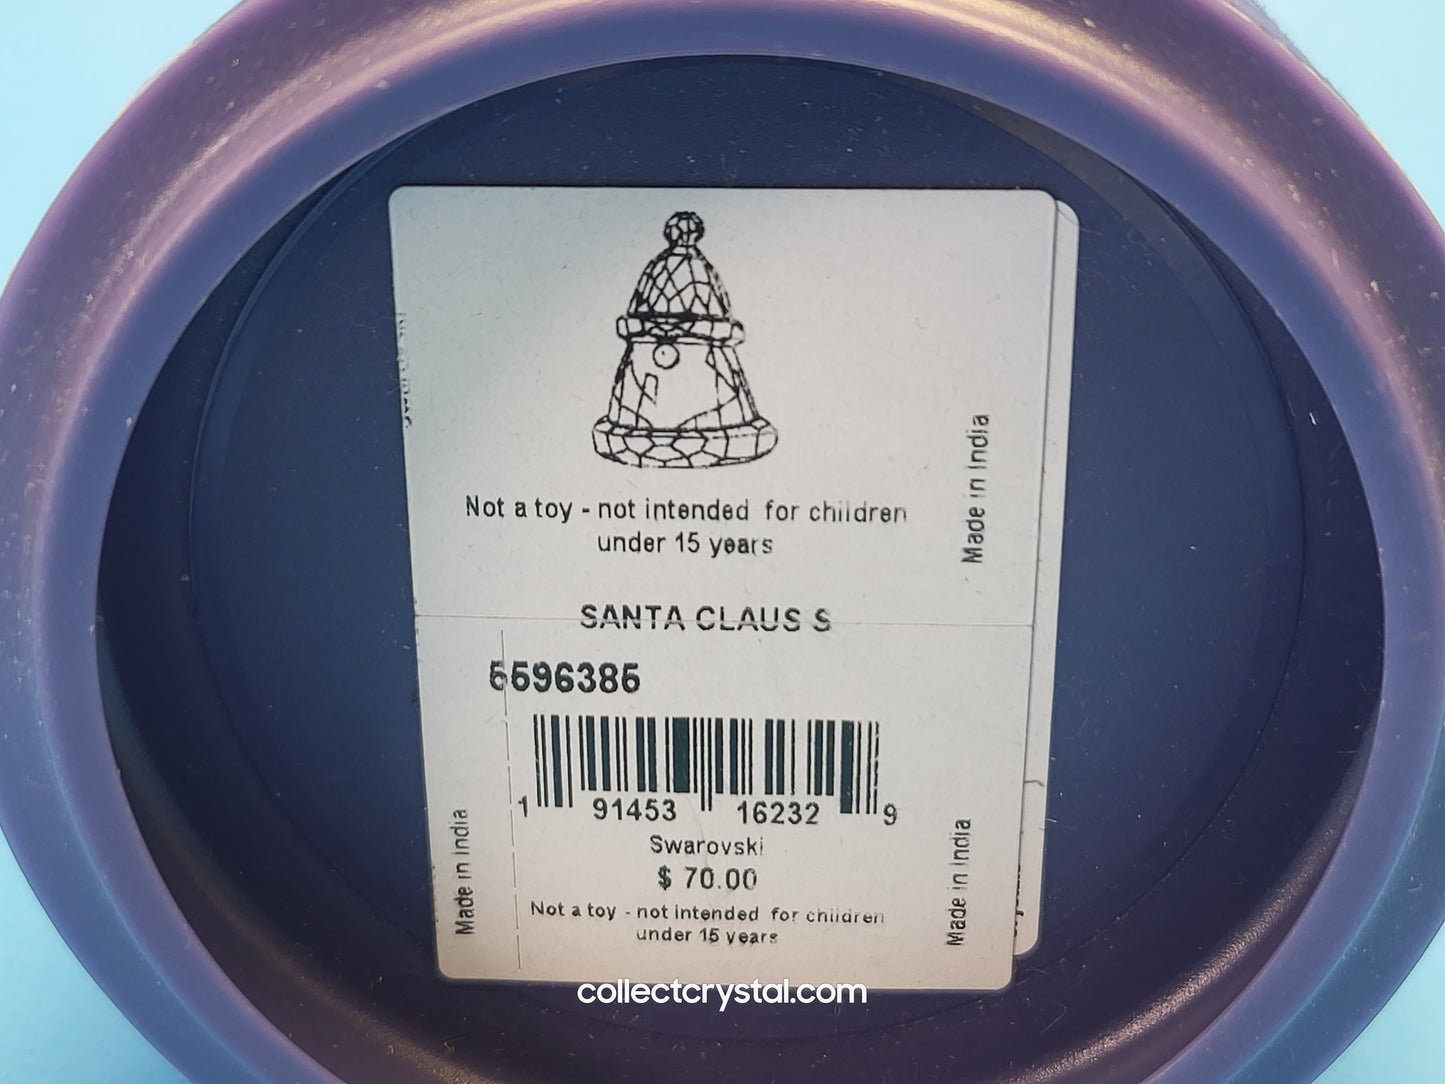 Not a toy - not intended for children
under 15 years
Made in India
SANTA CLAUS S
5596385
1 91453 16232 9
Swarovski
$ 70.00
Not a toy - not intended for children
under 15 years
Made in India
Made in India
collectcrystal.com